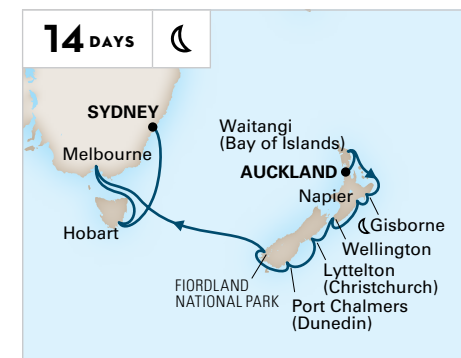 14 DAYS
SYDNEY
Melbourne
Hobart
Waitangi
(Bay of Islands)
AUCKLAND
Napier
Gisborne
Wellington
Lyttelton
(Christchurch)
FIORDLAND
NATIONAL PARK
Port Chalmers
(Dunedin)